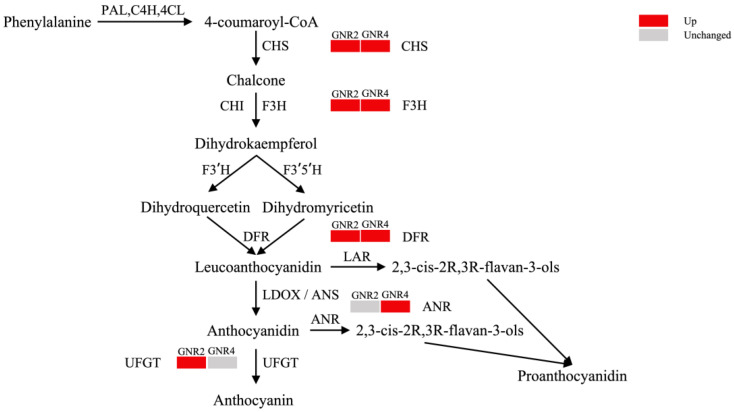 Phenylalanine PAL,C4H,4CL 4-coumaroyl-CoA
Up
Unchanged
CHS GNR2 GNR4 CHS
Chalcone
CHI F3H GNR2 GNR4 F3H
Dihydrokaempferol
F3′H F3′5′H
Dihydroquercetin Dihydromyricetin
DFR GNR2 GNR4 DFR
Leucoanthocyanidin LAR 2,3-cis-2R,3R-flavan-3-ols
LDOX / ANS GNR2 GNR4 ANR
Anthocyanidin ANR 2,3-cis-2R,3R-flavan-3-ols
UFGT GNR2 GNR4 UFGT
Proanthocyanidin
Anthocyanin